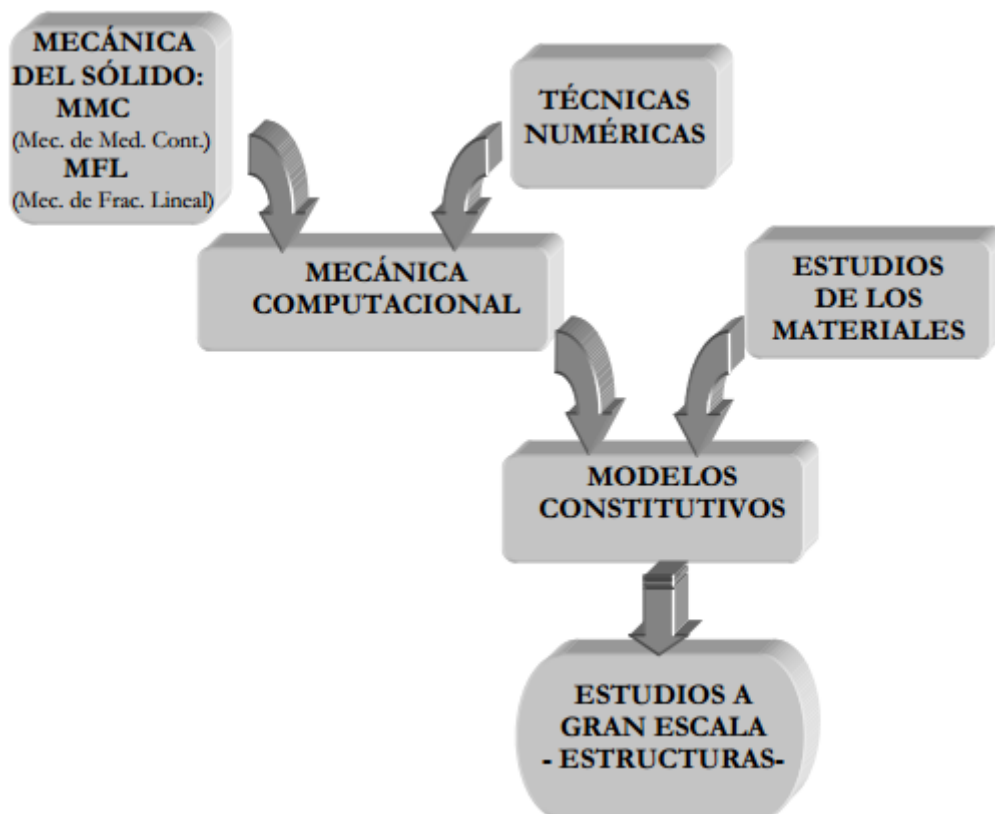 MECÁNICA
DEL SÓLIDO:
MMC
(Mec. de Med. Cont.)
MFL
(Mec. de Frac. Lineal)
TÉCNICAS
NUMÉRICAS
MECÁNICA
COMPUTACIONAL
ESTUDIOS
DE LOS
MATERIALES
MODELOS
CONSTITUTIVOS
ESTUDIOS A
GRAN ESCALA
- ESTRUCTURAS-